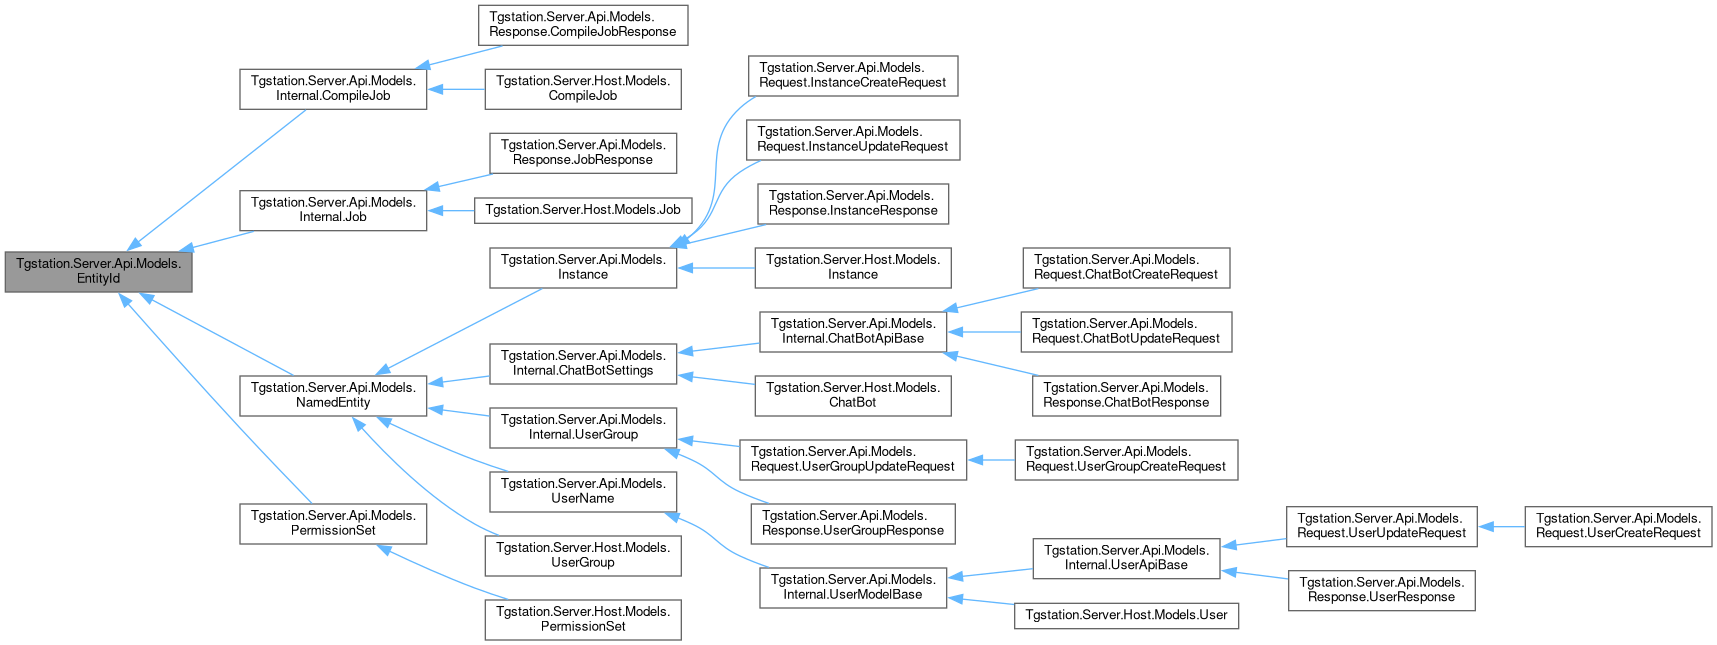 Tgstation.Server.Api.Models.
EntityId
Tgstation.Server.Api.Models.
Internal.CompileJob
Tgstation.Server.Api.Models.
Response.CompileJobResponse
Tgstation.Server.Host.Models.
CompileJob
Tgstation.Server.Api.Models.
Internal.Job
Tgstation.Server.Api.Models.
Response.JobResponse
Tgstation.Server.Host.Models.Job
Tgstation.Server.Api.Models.
NamedEntity
Tgstation.Server.Api.Models.
Instance
Tgstation.Server.Api.Models.
Request.InstanceCreateRequest
Tgstation.Server.Api.Models.
Request.InstanceUpdateRequest
Tgstation.Server.Api.Models.
Response.InstanceResponse
Tgstation.Server.Host.Models.
Instance
Tgstation.Server.Api.Models.
Internal.ChatBotSettings
Tgstation.Server.Api.Models.
Internal.ChatBotApiBase
Tgstation.Server.Api.Models.
Request.ChatBotCreateRequest
Tgstation.Server.Api.Models.
Request.ChatBotUpdateRequest
Tgstation.Server.Api.Models.
Response.ChatBotResponse
Tgstation.Server.Host.Models.
ChatBot
Tgstation.Server.Api.Models.
Internal.UserGroup
Tgstation.Server.Api.Models.
Request.UserGroupUpdateRequest
Tgstation.Server.Api.Models.
Request.UserGroupCreateRequest
Tgstation.Server.Api.Models.
Response.UserGroupResponse
Tgstation.Server.Api.Models.
UserName
Tgstation.Server.Api.Models.
Internal.UserModelBase
Tgstation.Server.Api.Models.
Internal.UserApiBase
Tgstation.Server.Api.Models.
Request.UserUpdateRequest
Tgstation.Server.Api.Models.
Request.UserCreateRequest
Tgstation.Server.Api.Models.
Response.UserResponse
Tgstation.Server.Host.Models.User
Tgstation.Server.Host.Models.
UserGroup
Tgstation.Server.Api.Models.
PermissionSet
Tgstation.Server.Host.Models.
PermissionSet